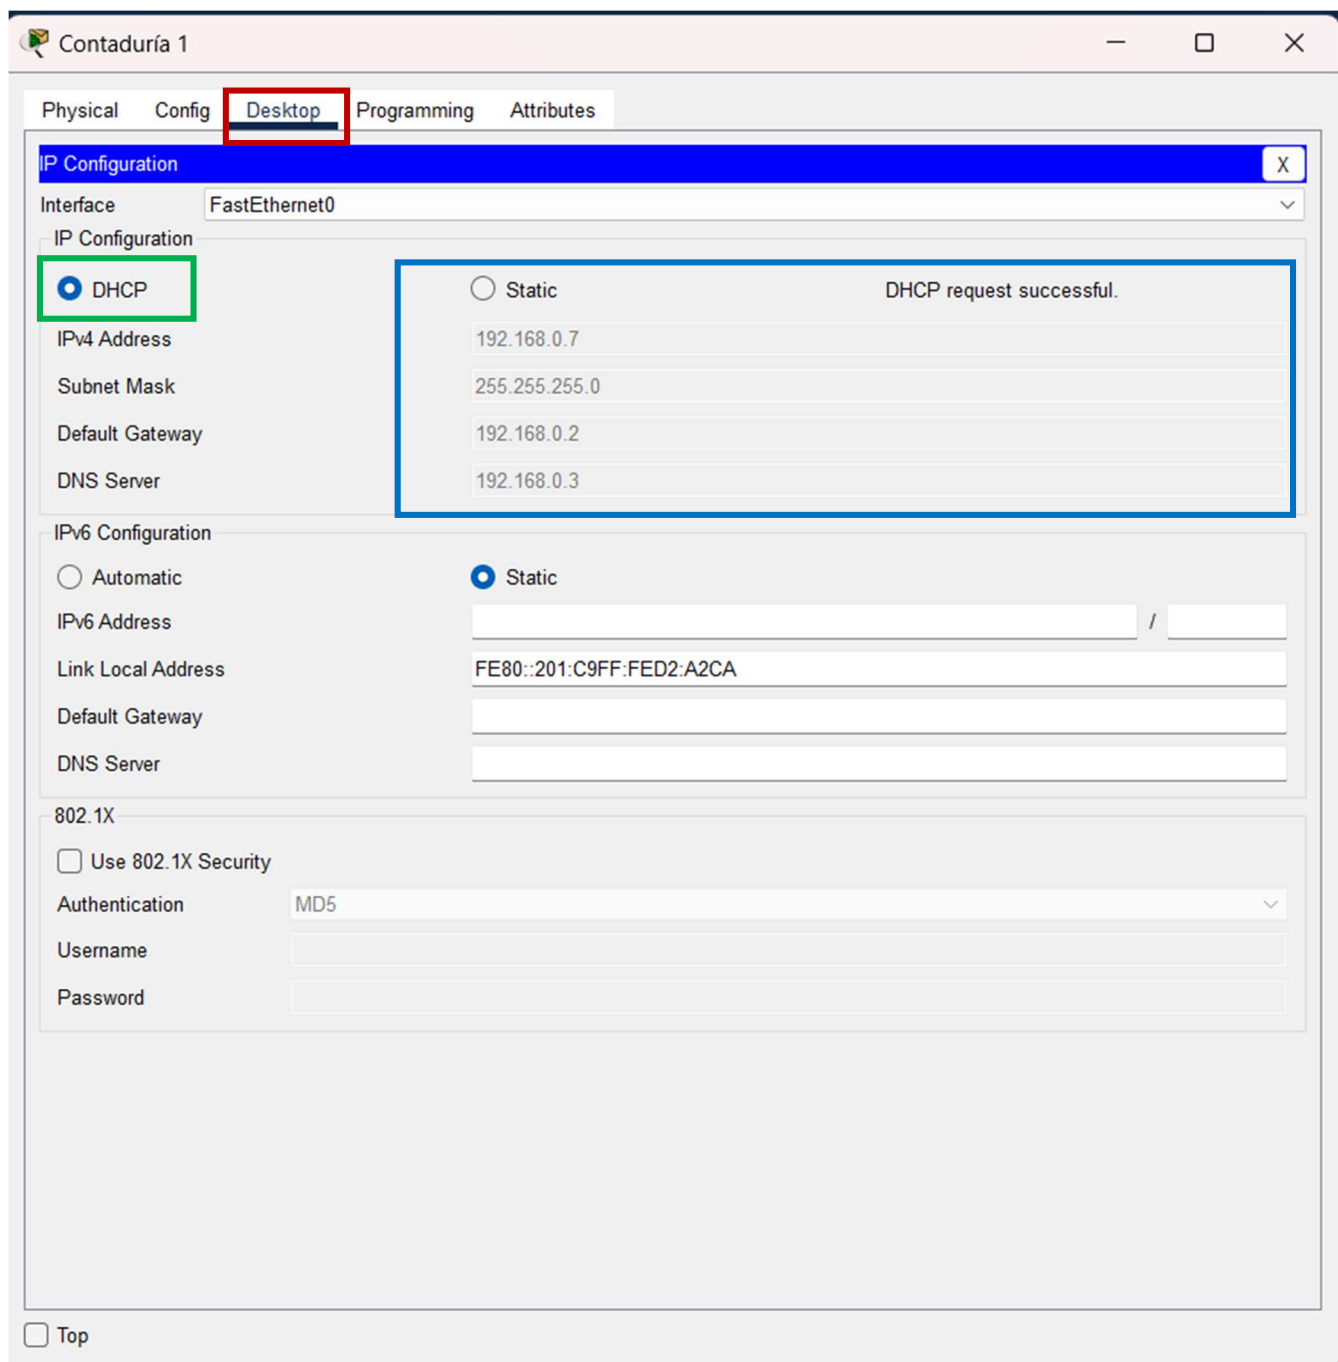 Contaduría 1
Physical Config Desktop Programming Attributes
IP Configuration X
Interface FastEthernet0
IP Configuration
DHCP Static DHCP request successful.
IPv4 Address 192.168.0.7
Subnet Mask 255.255.255.0
Default Gateway 192.168.0.2
DNS Server 192.168.0.3
IPv6 Configuration
Automatic Static
IPv6 Address /
Link Local Address FE80::201:C9FF:FED2:A2CA
Default Gateway
DNS Server
802.1X
Use 802.1X Security
Authentication MD5
Username
Password
Top